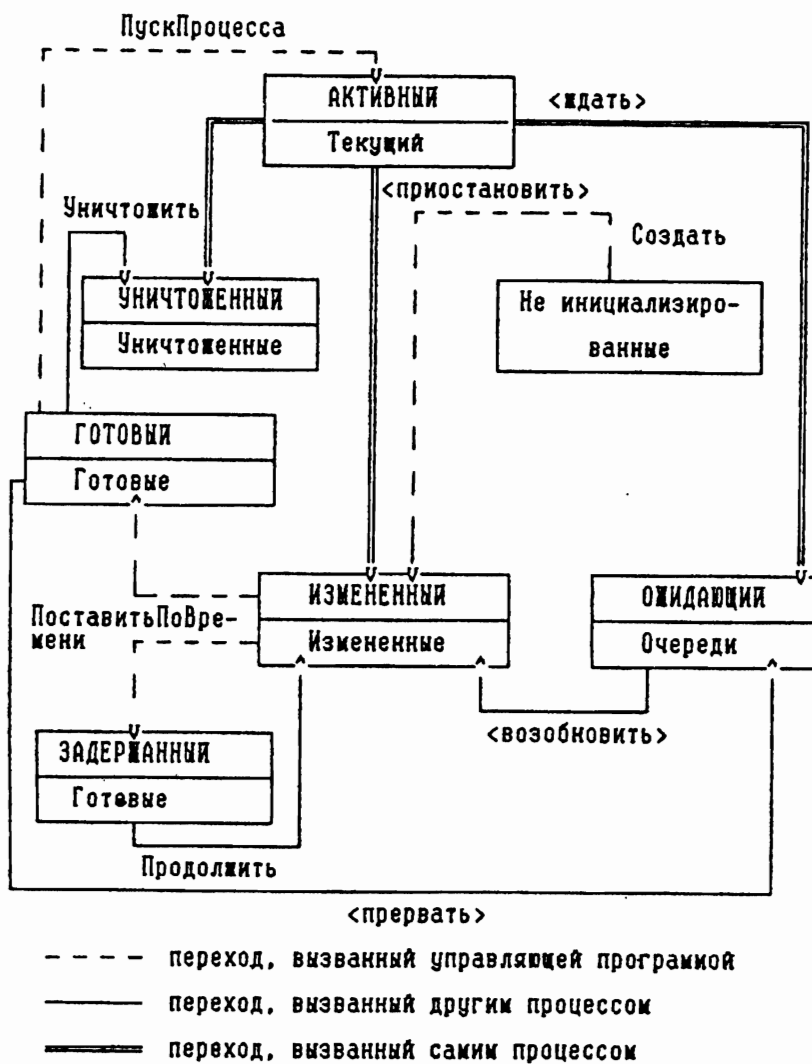 ПускПроцесса
АКТИВНЫЙ
<ждать>
Текущий
<приостановить>
Уничтожить
Создать
УНИЧТОЖЕННЫЙ
Не инициализиро-
Уничтоженные
ванные
ГОТОВЫЙ
Готовые
ИЗМЕНЕННЫЙ
ОЖИДАЮЩИЙ
ПоставитьПоВре-
мени
Измененные
Очереди
<возобновить>
ЗАДЕРЖАННЫЙ
Готовые
Продолжить
<прервать>
переход, вызванный управляющей программой
переход, вызванный другим процессом
переход, вызванный самим процессом